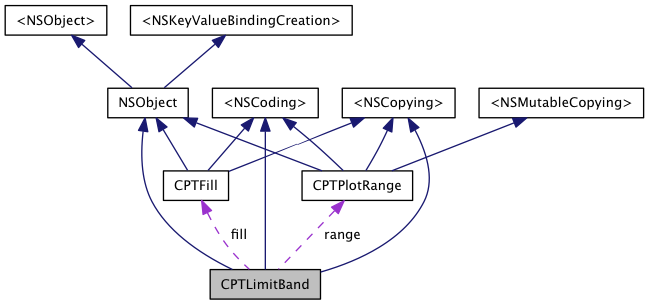 <NSObject>
<NSKeyValueBindingCreation>
NSObject
<NSCoding>
<NSCopying>
<NSMutableCopying>
CPTFill
CPTPlotRange
fill
range
CPTLimitBand